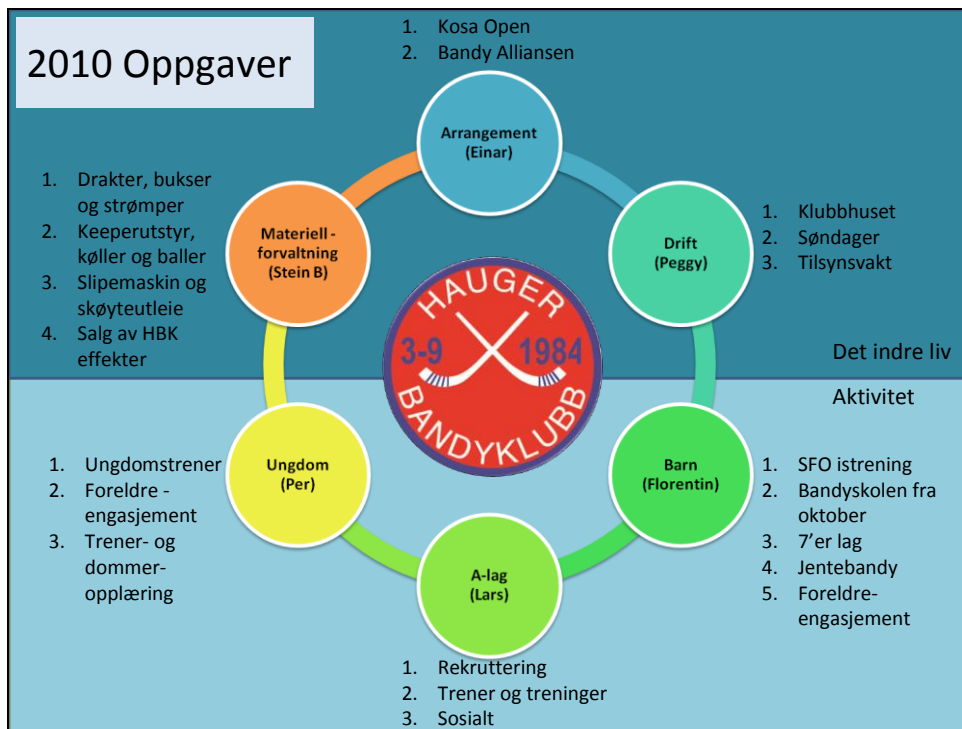 2010 Oppgaver
1. Kosa Open
2. Bandy Alliansen
Arrangement
(Einar)
1. Drakter, bukser
og strømper
2. Keeperutstyr,
køller og baller
3. Slipemaskin og
skøyteutleie
4. Salg av HBK
effekter
Materiell -
forvaltning
(Stein B)
Drift
(Peggy)
1. Klubbhuset
2. Søndager
3. Tilsynsvakt
HAUGER
3-9 1984
BANDYKLUBB
Det indre liv
Aktivitet
1. Ungdomstrener
2. Foreldre -
engasjement
3. Trener- og
dommer-
opplæring
Ungdom
(Per)
Barn
(Florentin)
1. SFO istrening
2. Bandyskolen fra
oktober
3. 7’er lag
4. Jentebandy
5. Foreldre-
engasjement
A-lag
(Lars)
1. Rekruttering
2. Trener og treninger
3. Sosialt